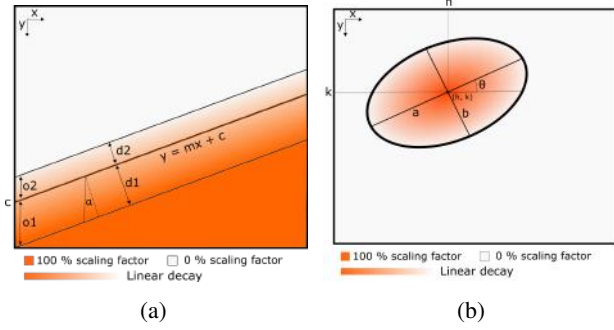 x
y
c
o2
o1
d2
d1
α
y = mx + c
100 % scaling factor
0 % scaling factor
Linear decay
(a)
h
x
y
k
(h, k)
θ
a
b
100 % scaling factor
0 % scaling factor
Linear decay
(b)